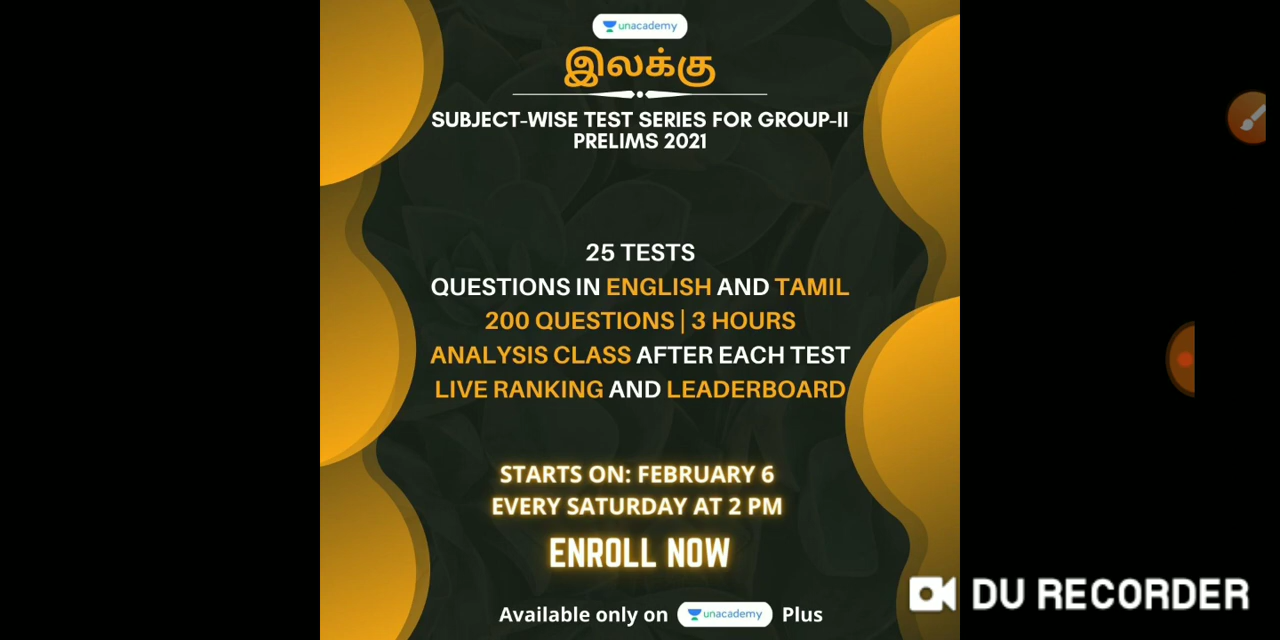 unacademy
இலக்கு
SUBJECT-WISE TEST SERIES FOR GROUP-II
PRELIMS 2021
25 TESTS
QUESTIONS IN ENGLISH AND TAMIL
200 QUESTIONS | 3 HOURS
ANALYSIS CLASS AFTER EACH TEST
LIVE RANKING AND LEADERBOARD
STARTS ON: FEBRUARY 6
EVERY SATURDAY AT 2 PM
ENROLL NOW
Available only on unacademy Plus
DU RECORDER